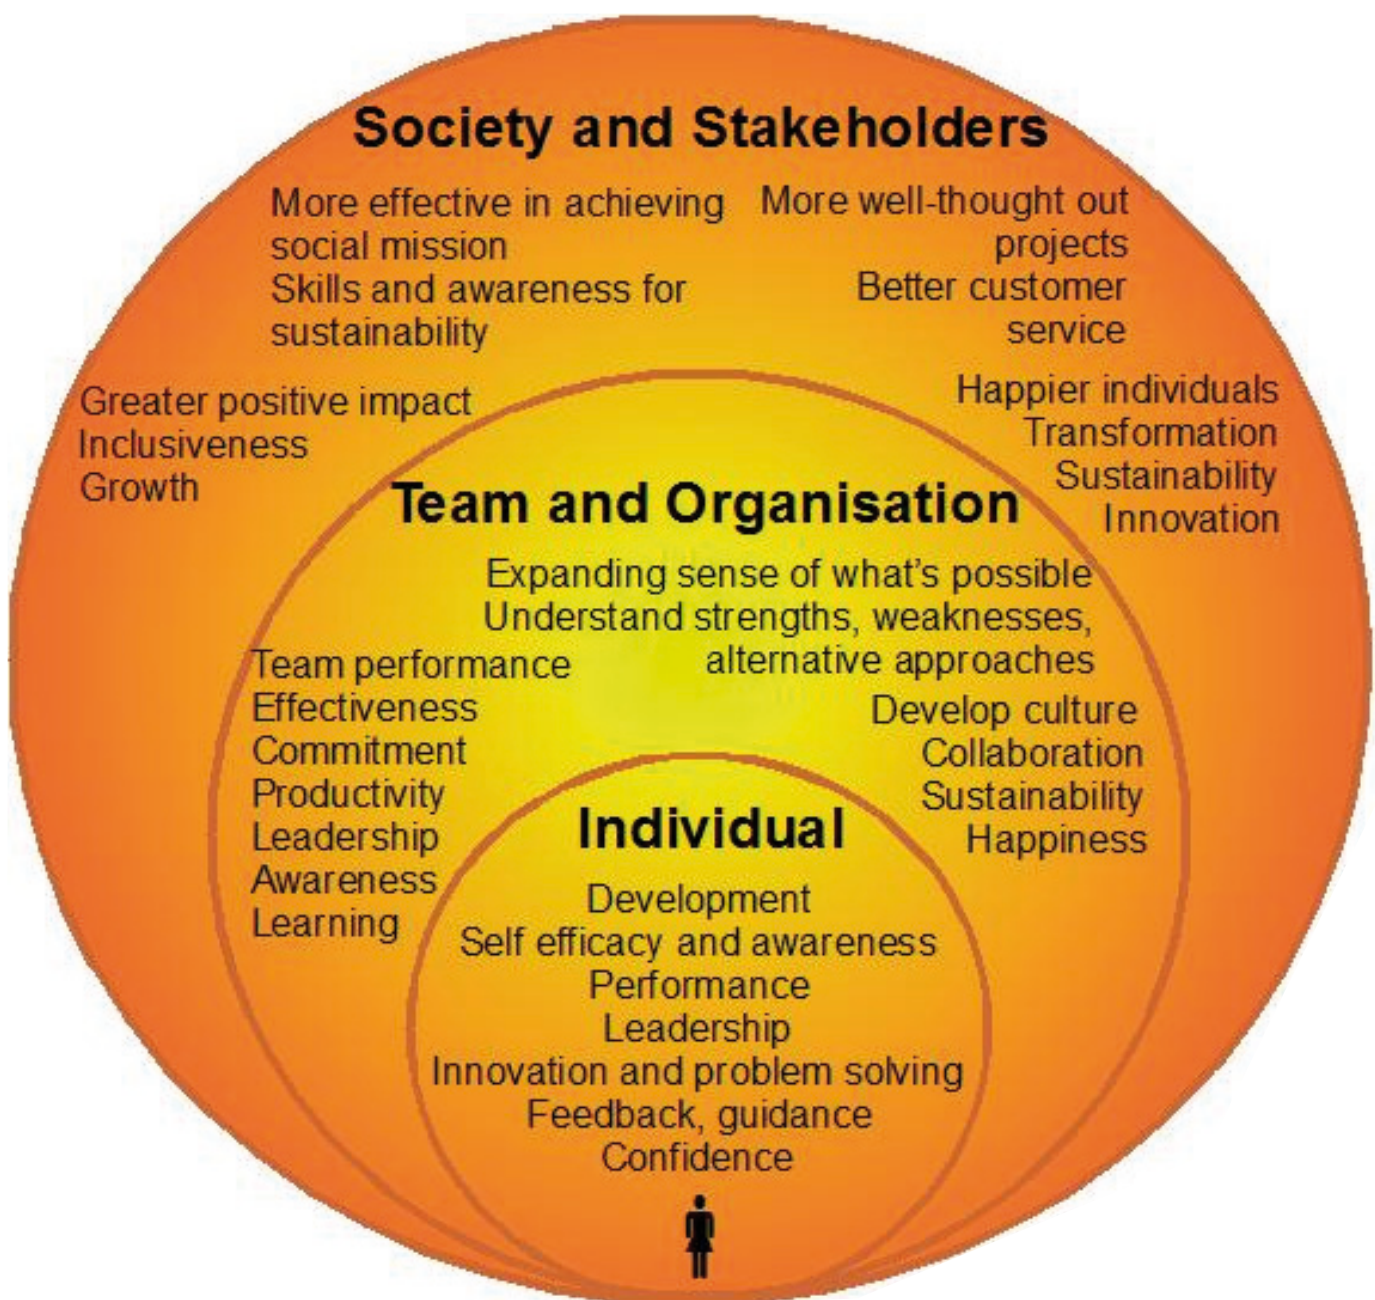 Society and Stakeholders
More effective in achieving
social mission
Skills and awareness for
sustainability
More well-thought out
projects
Better customer
service
Greater positive impact
Inclusiveness
Growth
Happier individuals
Transformation
Sustainability
Innovation
Team and Organisation
Expanding sense of what's possible
Understand strengths, weaknesses,
alternative approaches
Team performance
Effectiveness
Commitment
Productivity
Leadership
Awareness
Learning
Develop culture
Collaboration
Sustainability
Happiness
Individual
Development
Self efficacy and awareness
Performance
Leadership
Innovation and problem solving
Feedback, guidance
Confidence